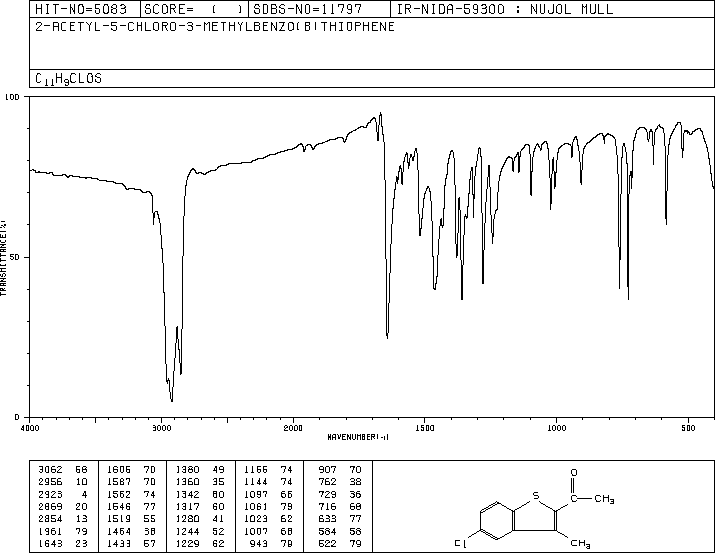 HIT-NO=5083 SCORE= ( ) SDBS-NO=11797 IR-NIDA-59300 : NUJOL MULL
2-ACETYL-5-CHLORO-3-METHYLBENZO(B)THIOPHENE
C11H9CLOS
100
50
0
TRANSMITTANCE(%)
4000 3000 2000 1500 1000 500
WAVENUMBER(-1)
3062 68 1605 70 1380 49 1166 74 907 70
2956 10 1587 70 1360 35 1144 74 762 38
2923 4 1562 74 1342 60 1097 66 729 36
2869 20 1546 77 1317 60 1061 79 716 68
2854 13 1519 55 1280 41 1023 62 633 77
1961 79 1464 38 1244 52 1007 68 584 58
1643 23 1433 57 1229 62 943 79 522 79
O
S
C
CH3
Cl
CH3